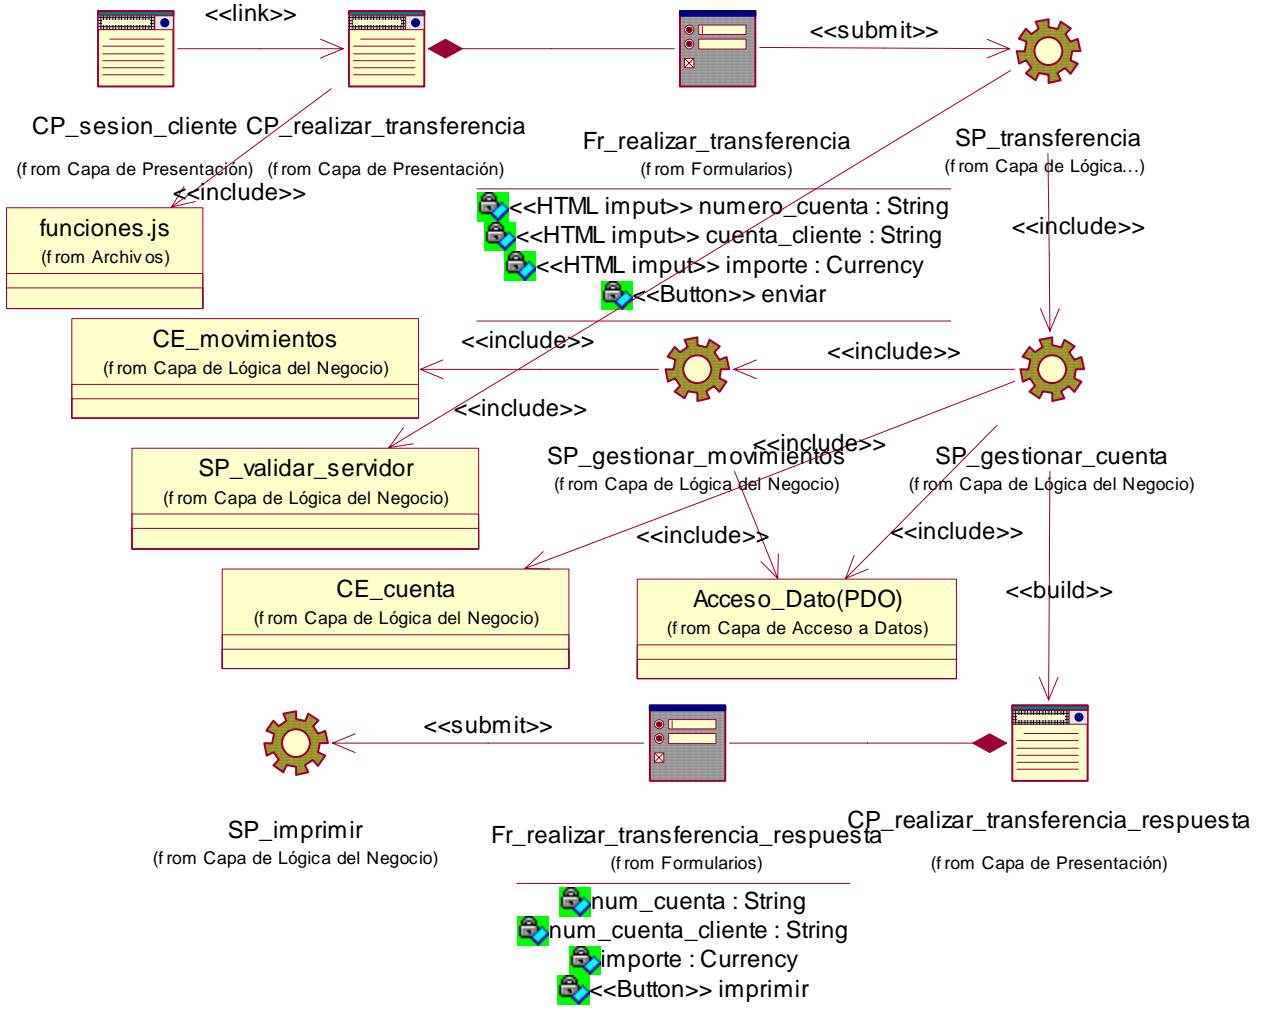 <<link>>
<<submit>>
CP_sesion_cliente
(from Capa de Presentación)
CP_realizar_transferencia
(from Capa de Presentación)
Fr_realizar_transferencia
(from Formularios)
SP_transferencia
(from Capa de Lógica...)
<<include>>
funciones.js
(from Archivos)
<<HTML imput>> numero_cuenta : String
<<HTML imput>> cuenta_cliente : String
<<HTML imput>> importe : Currency
<<Button>> enviar
<<include>>
CE_movimientos
(from Capa de Lógica del Negocio)
<<include>>
<<include>>
<<include>>
SP_validar_servidor
(from Capa de Lógica del Negocio)
<<include>>
SP_gestionar_movimientos
(from Capa de Lógica del Negocio)
SP_gestionar_cuenta
(from Capa de Lógica del Negocio)
<<include>>
<<include>>
CE_cuenta
(from Capa de Lógica del Negocio)
Acceso_Dato(PDO)
(from Capa de Acceso a Datos)
<<build>>
<<submit>>
SP_imprimir
(from Capa de Lógica del Negocio)
Fr_realizar_transferencia_respuesta
(from Formularios)
CP_realizar_transferencia_respuesta
(from Capa de Presentación)
num_cuenta : String
num_cuenta_cliente : String
importe : Currency
<<Button>> imprimir